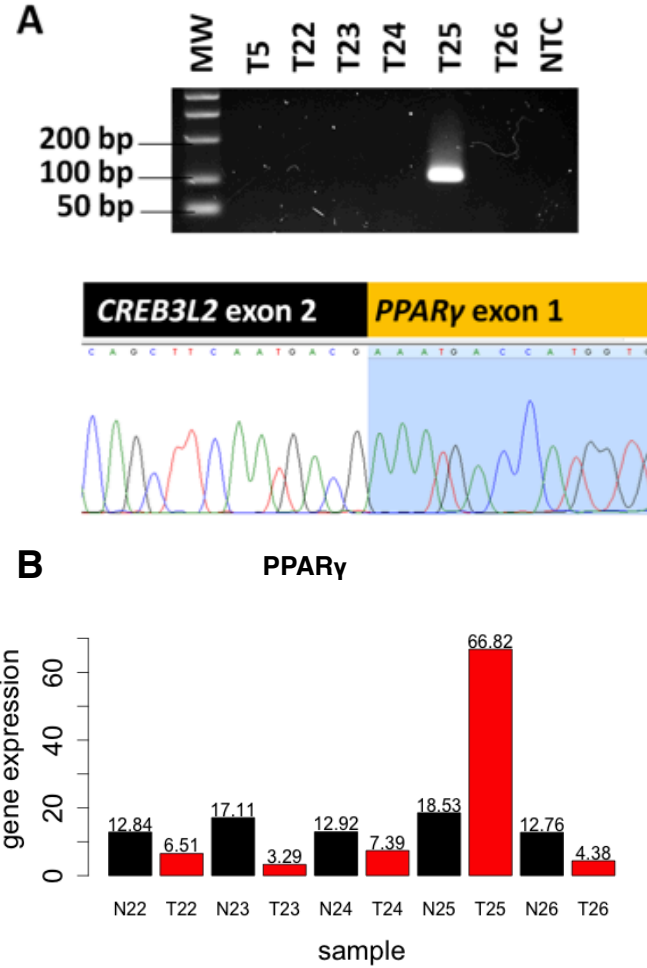 A
MW T5 T22 T23 T24 T25 T26 NTC
200 bp
100 bp
50 bp
CREB3L2 exon 2 PPARγ exon 1
C A G C T T C A A T G A C G A A A T G A C C A T G G T G
B
PPARγ
gene expression
60
40
20
0
12.84 6.51 17.11 3.29 12.92 7.39 18.53 66.82 12.76 4.38
N22 T22 N23 T23 N24 T24 N25 T25 N26 T26
sample